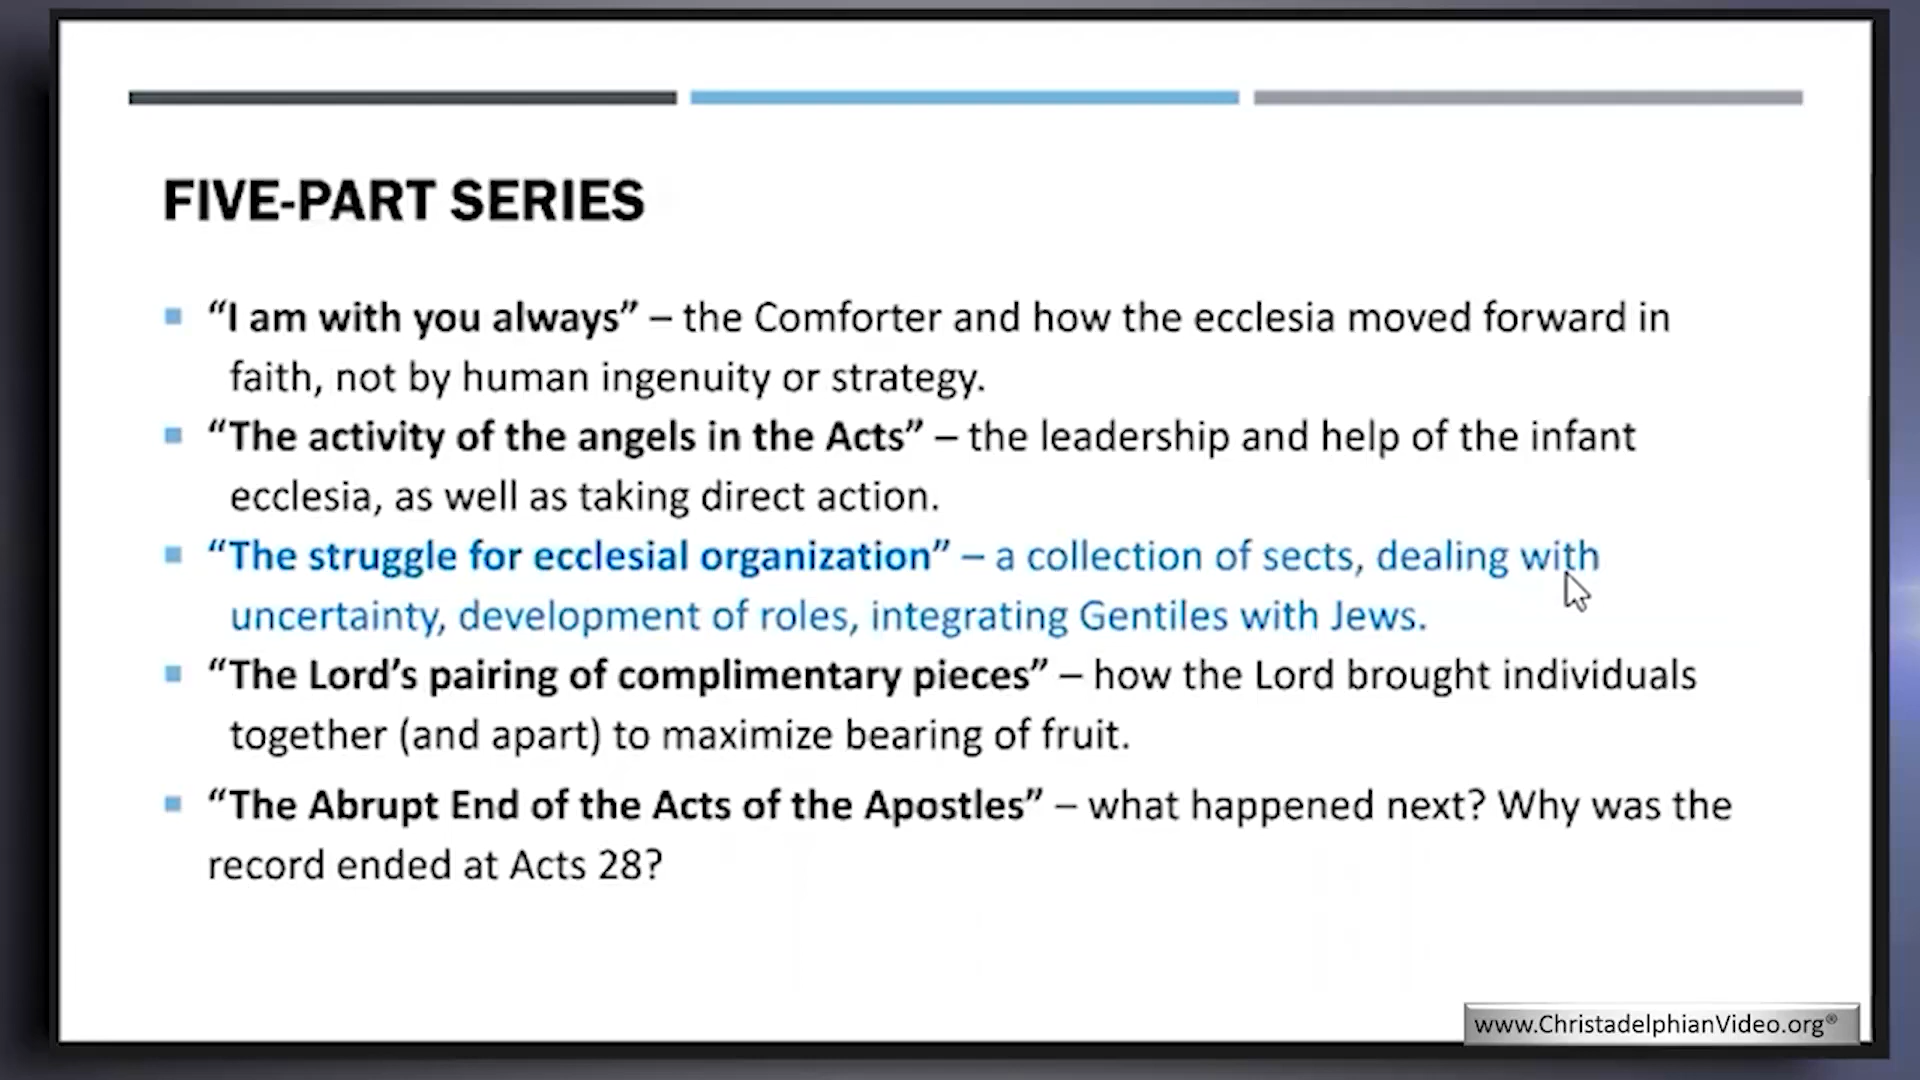 FIVE-PART SERIES
“I am with you always” – the Comforter and how the ecclesia moved forward in
faith, not by human ingenuity or strategy.
“The activity of the angels in the Acts” – the leadership and help of the infant
ecclesia, as well as taking direct action.
“The struggle for ecclesial organization” – a collection of sects, dealing with
uncertainty, development of roles, integrating Gentiles with Jews.
“The Lord’s pairing of complimentary pieces” – how the Lord brought individuals
together (and apart) to maximize bearing of fruit.
“The Abrupt End of the Acts of the Apostles” – what happened next? Why was the
record ended at Acts 28?
www.ChristadelphianVideo.org®